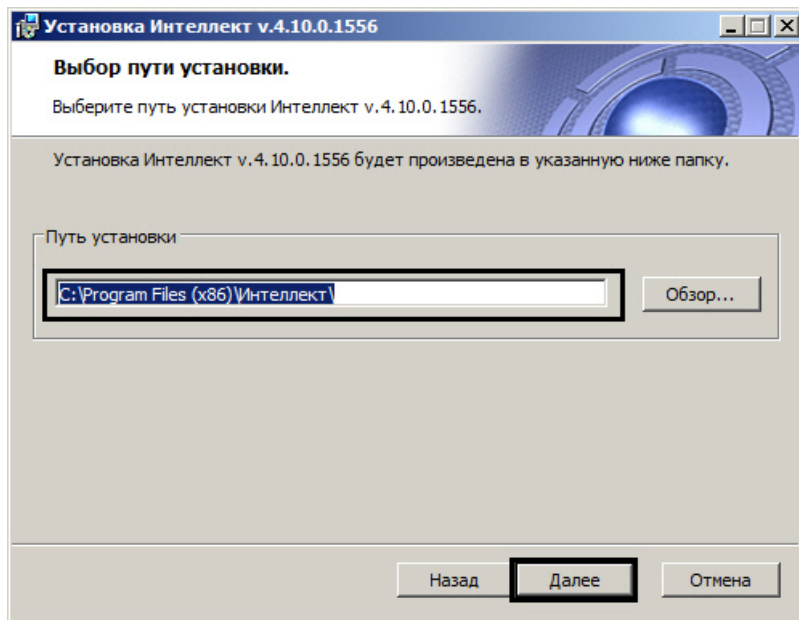 Установка Интеллект v.4.10.0.1556
Выбор пути установки.
Выберите путь установки Интеллект v.4.10.0.1556.
Установка Интеллект v.4.10.0.1556 будет произведена в указанную ниже папку.
Путь установки
C:\Program Files (x86)\Интеллект\
Обзор...
Назад
Далее
Отмена